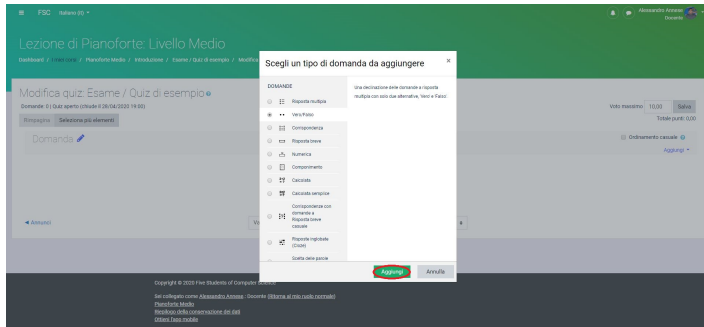 FSC Italiano (it)
Alessandro Annese
Docente
Lezione di Pianoforte: Livello Medio
Dashboard / I miei corsi / Pianoforte Medio / Introduzione / Esame / Quiz di esempio / Modifica
Modifica quiz: Esame / Quiz di esempio
Domande: 0 | Quiz aperto (chiude il 28/04/2020 19:00)
Voto massimo 10,00 Salva
Reimpagina Seleziona più elementi
Totale punti: 0,00
Domanda
Ordinamento casuale
Aggiungi
Scegli un tipo di domanda da aggiungere ×
DOMANDE
Risposta multipla
Vero/Falso
Corrispondenza
Risposta breve
Numerica
Componimento
Calcolata
Calcolata semplice
Corrispondenze con
domande a
Risposta breve
casuale
Risposte inglobate
(Cloze)
Scelta delle parole
Una declinazione delle domande a risposta
multipla con solo due alternative, Vero e 'Falso'.
Aggiungi Annulla
◄ Annunci
Copyright © 2020 Five Students of Computer Science
Sei collegato come Alessandro Annese : Docente (Ritorna al mio ruolo normale)
Pianoforte Medio
Riepilogo della conservazione dei dati
Ottieni l'app mobile